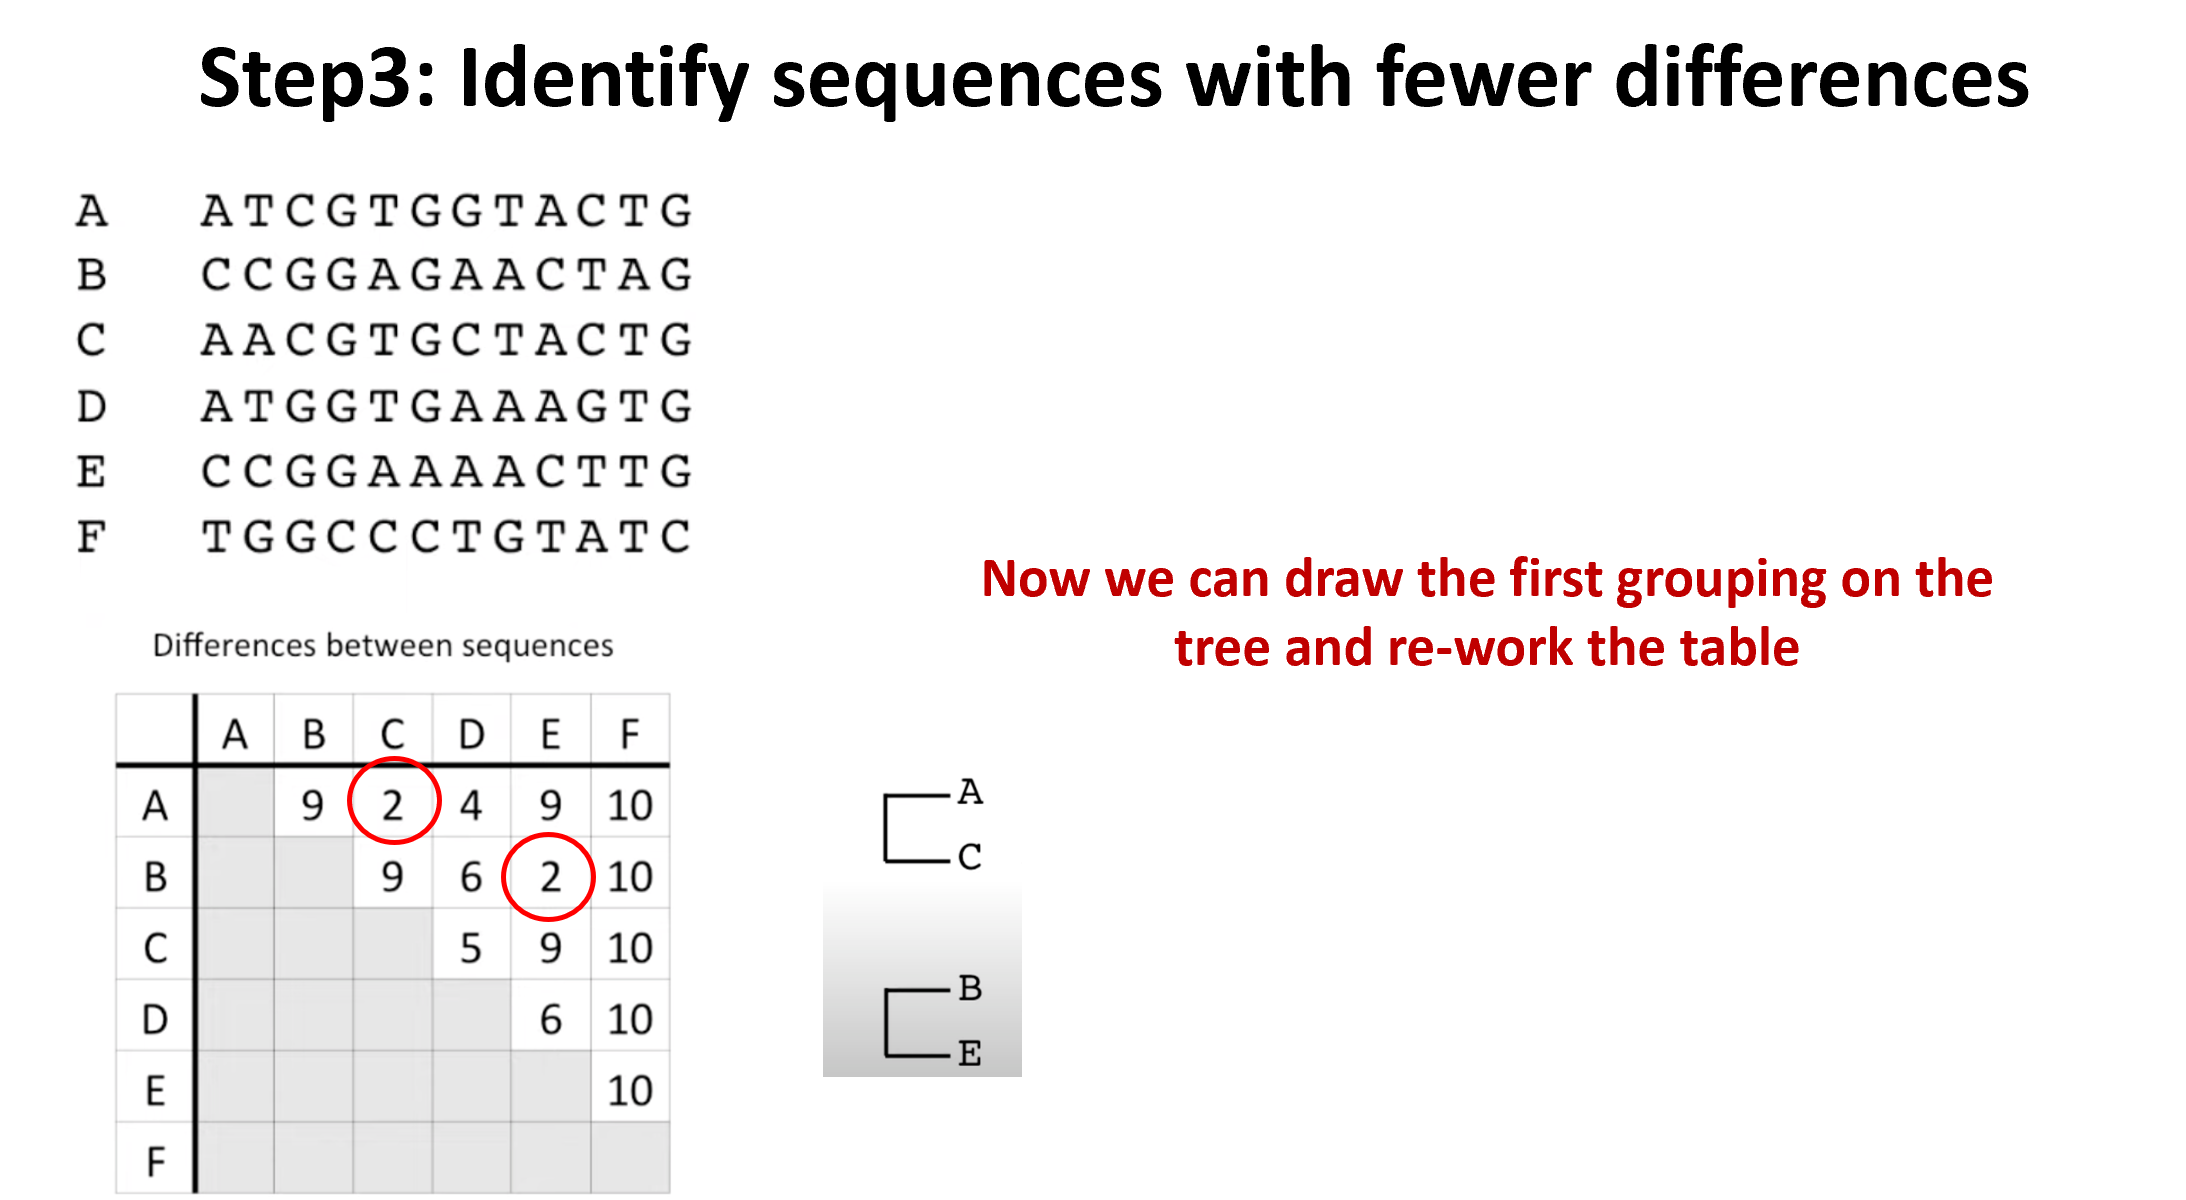 Step3: Identify sequences with fewer differences
A ATCGTGGTACTG
B CCGGAGAACTAG
C AACGTGCTACTG
D ATGGTGAAAGTG
E CCGGAAAACTTG
F TGGCCCTGTATC
Now we can draw the first grouping on the
tree and re-work the table
Differences between sequences
A B C D E F
A 9 2 4 9 10
B 9 6 2 10
C 5 9 10
D 6 10
E 10
F
A
C
B
E